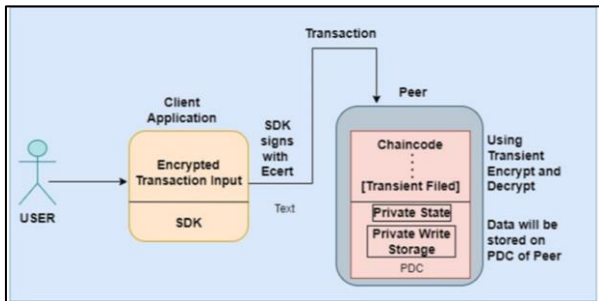 Transaction
Client
Application
Peer
SDK
signs
with
Ecert
Encrypted
Transaction Input
SDK
Text
USER
Chaincode
[Transient Filed]
Private State
Private Write
Storage
PDC
Using
Transient
Encrypt and
Decrypt
Data will be
stored on
PDC of Peer